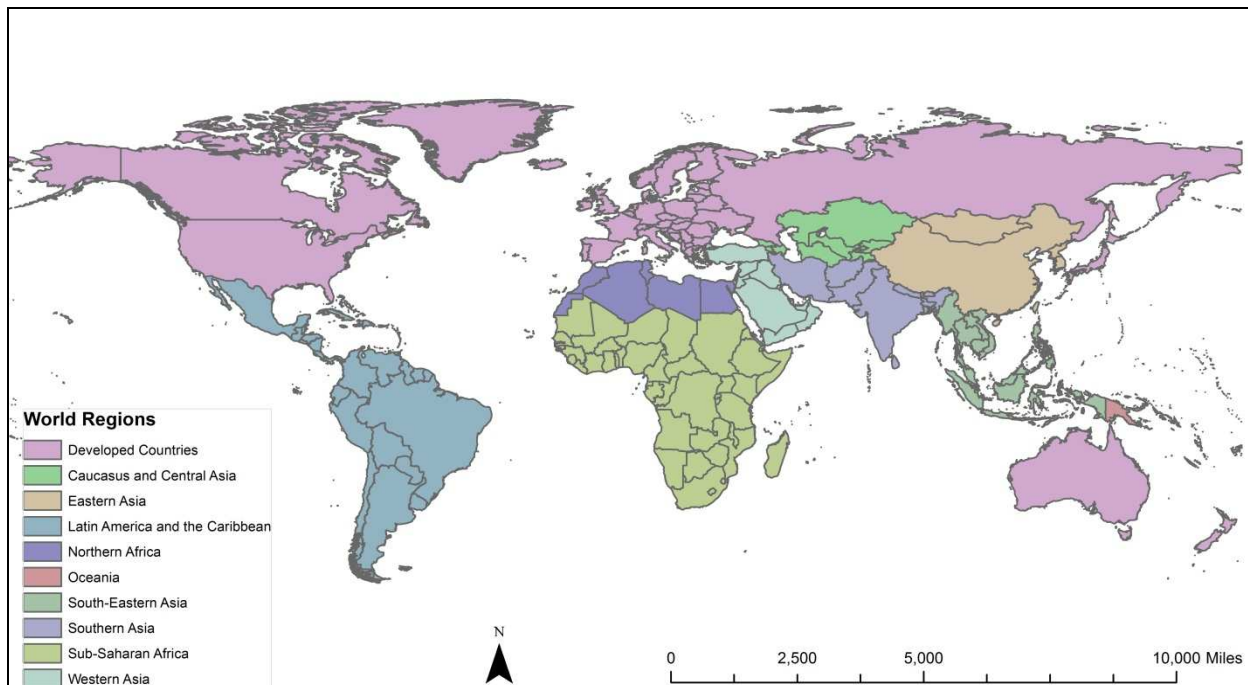 World Regions
Developed Countries
Caucasus and Central Asia
Eastern Asia
Latin America and the Caribbean
Northern Africa
Oceania
South-Eastern Asia
Southern Asia
Sub-Saharan Africa
Western Asia
N
0 2,500 5,000 10,000 Miles